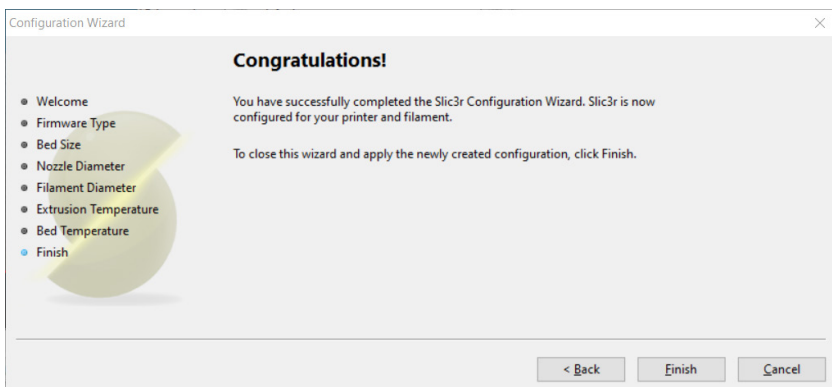 Configuration Wizard
Congratulations!
Welcome
Firmware Type
Bed Size
Nozzle Diameter
Filament Diameter
Extrusion Temperature
Bed Temperature
Finish
You have successfully completed the Slic3r Configuration Wizard. Slic3r is now
configured for your printer and filament.
To close this wizard and apply the newly created configuration, click Finish.
< Back
Finish
Cancel